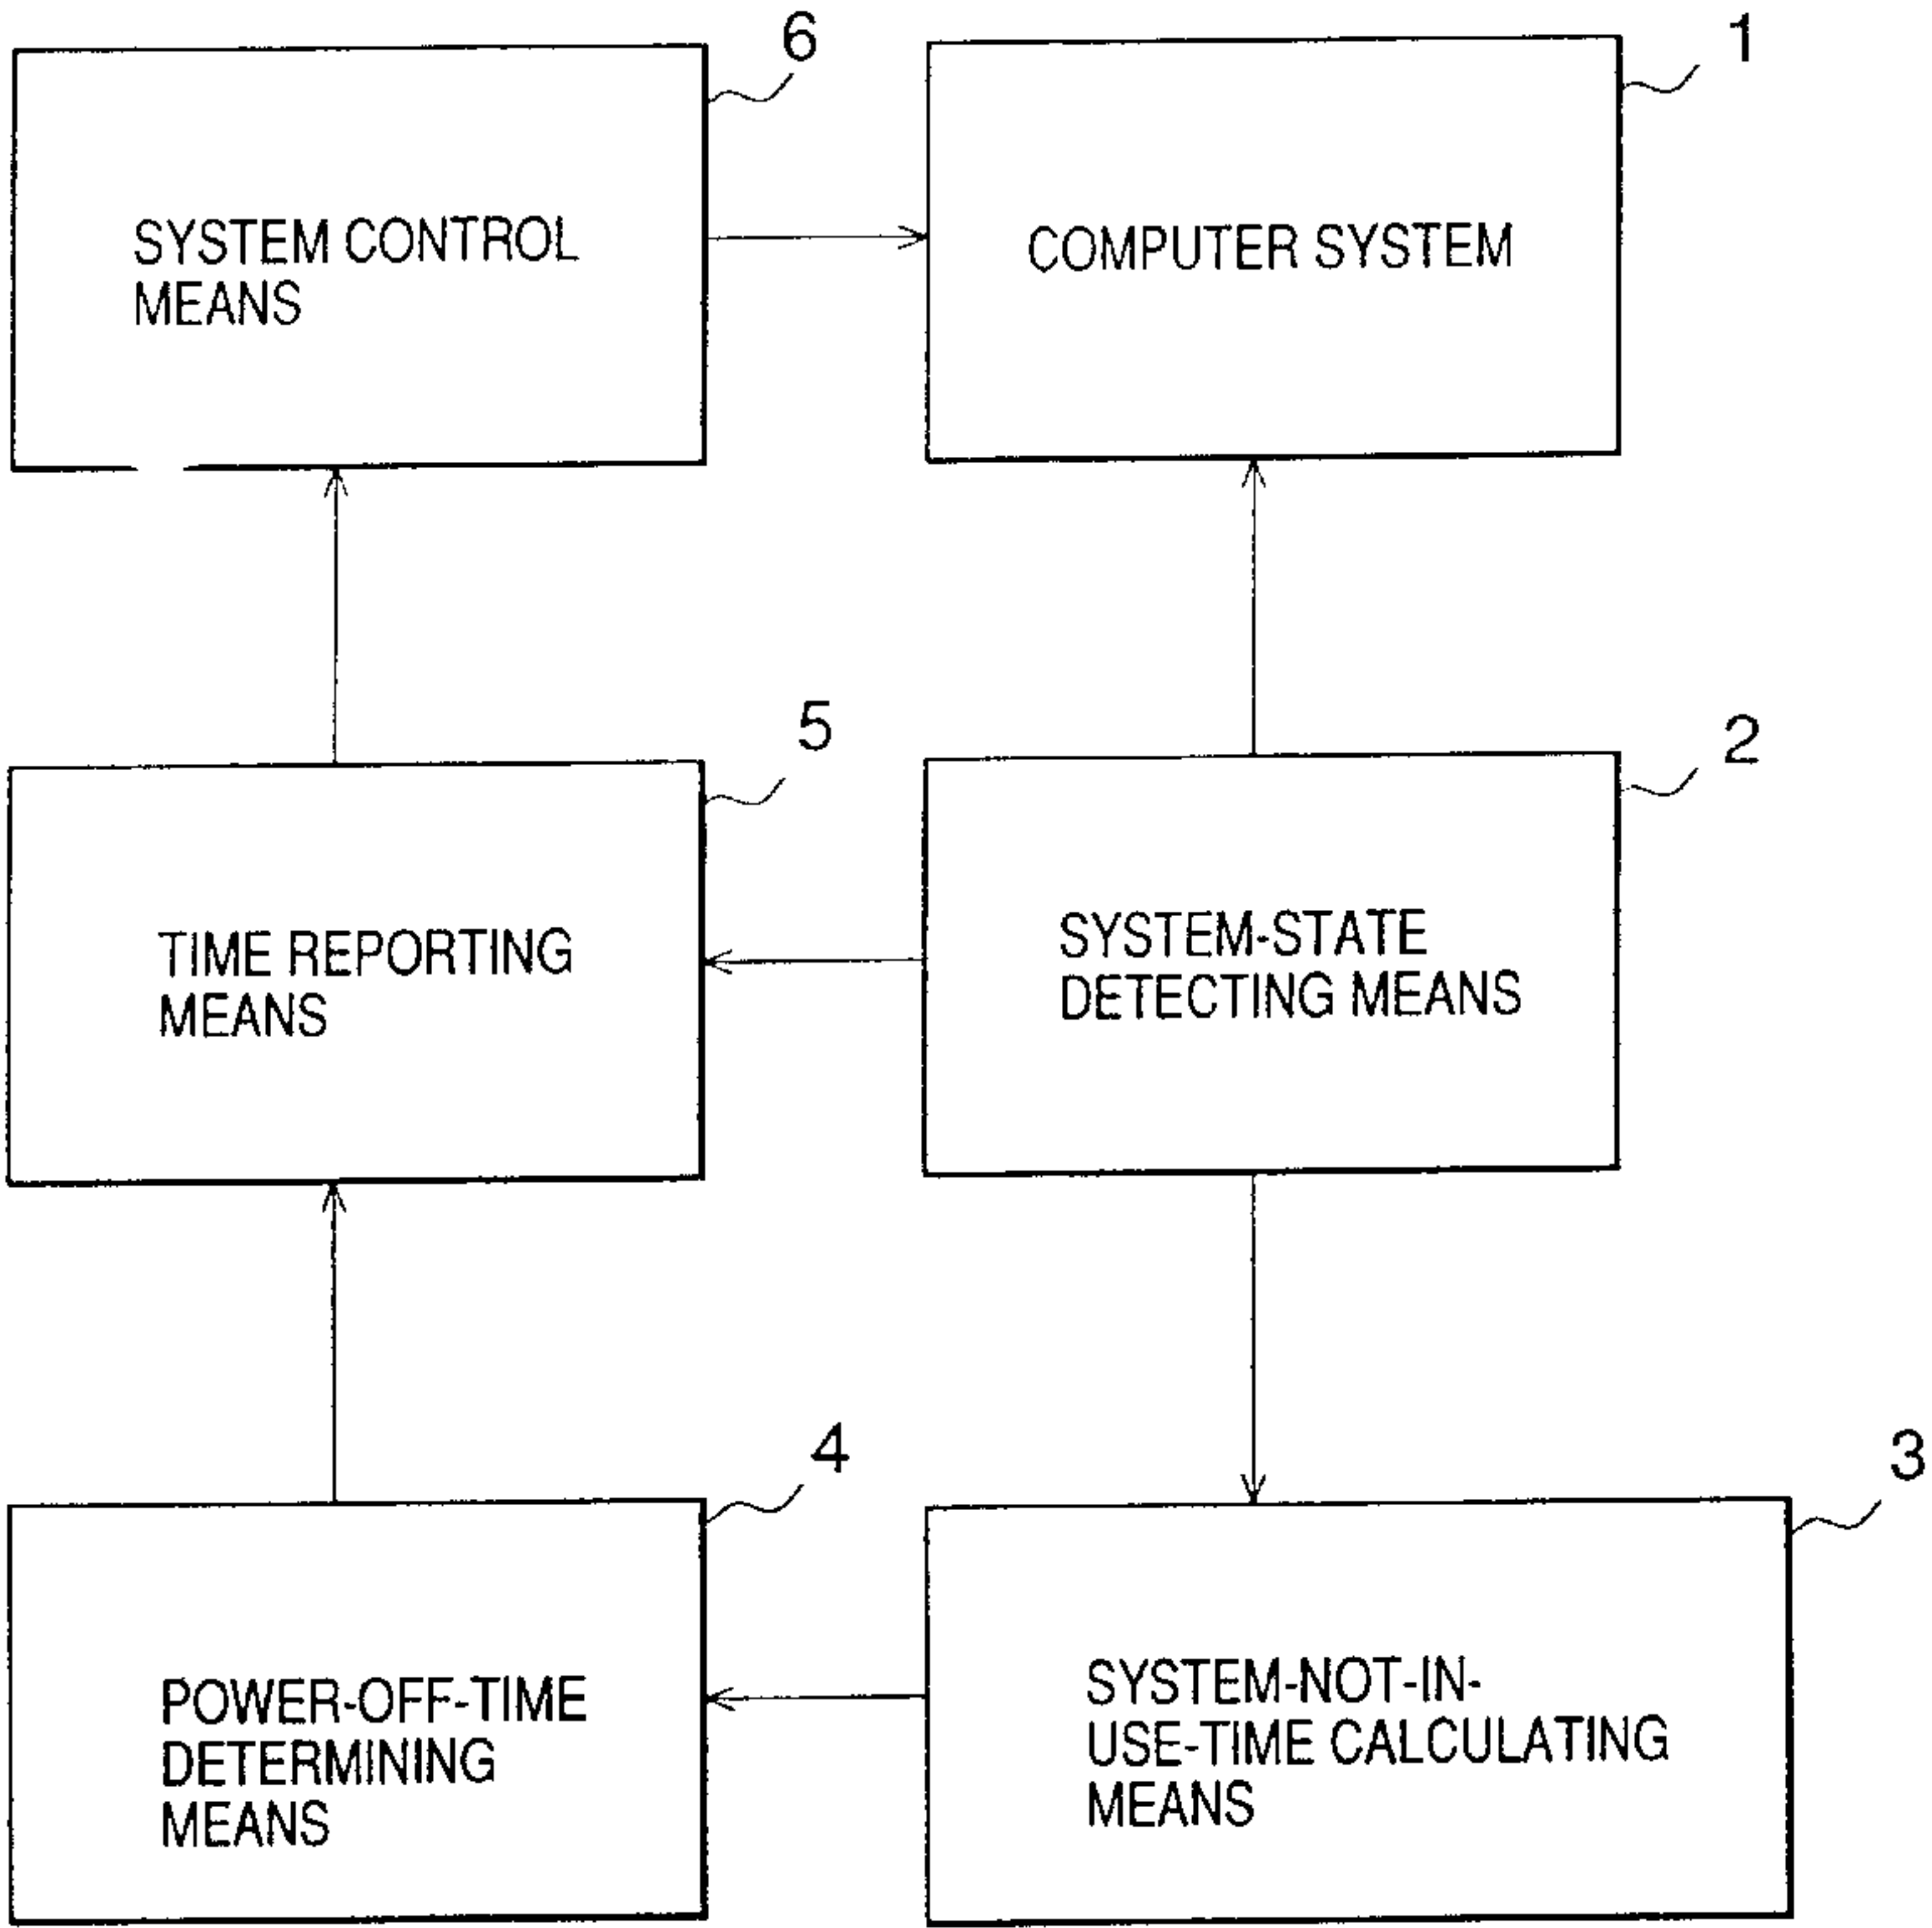 6
1
SYSTEM CONTROL
MEANS
COMPUTER SYSTEM
5
2
TIME REPORTING
MEANS
SYSTEM-STATE
DETECTING MEANS
4
3
POWER-OFF-TIME
DETERMINING
MEANS
SYSTEM-NOT-IN-
USE-TIME CALCULATING
MEANS